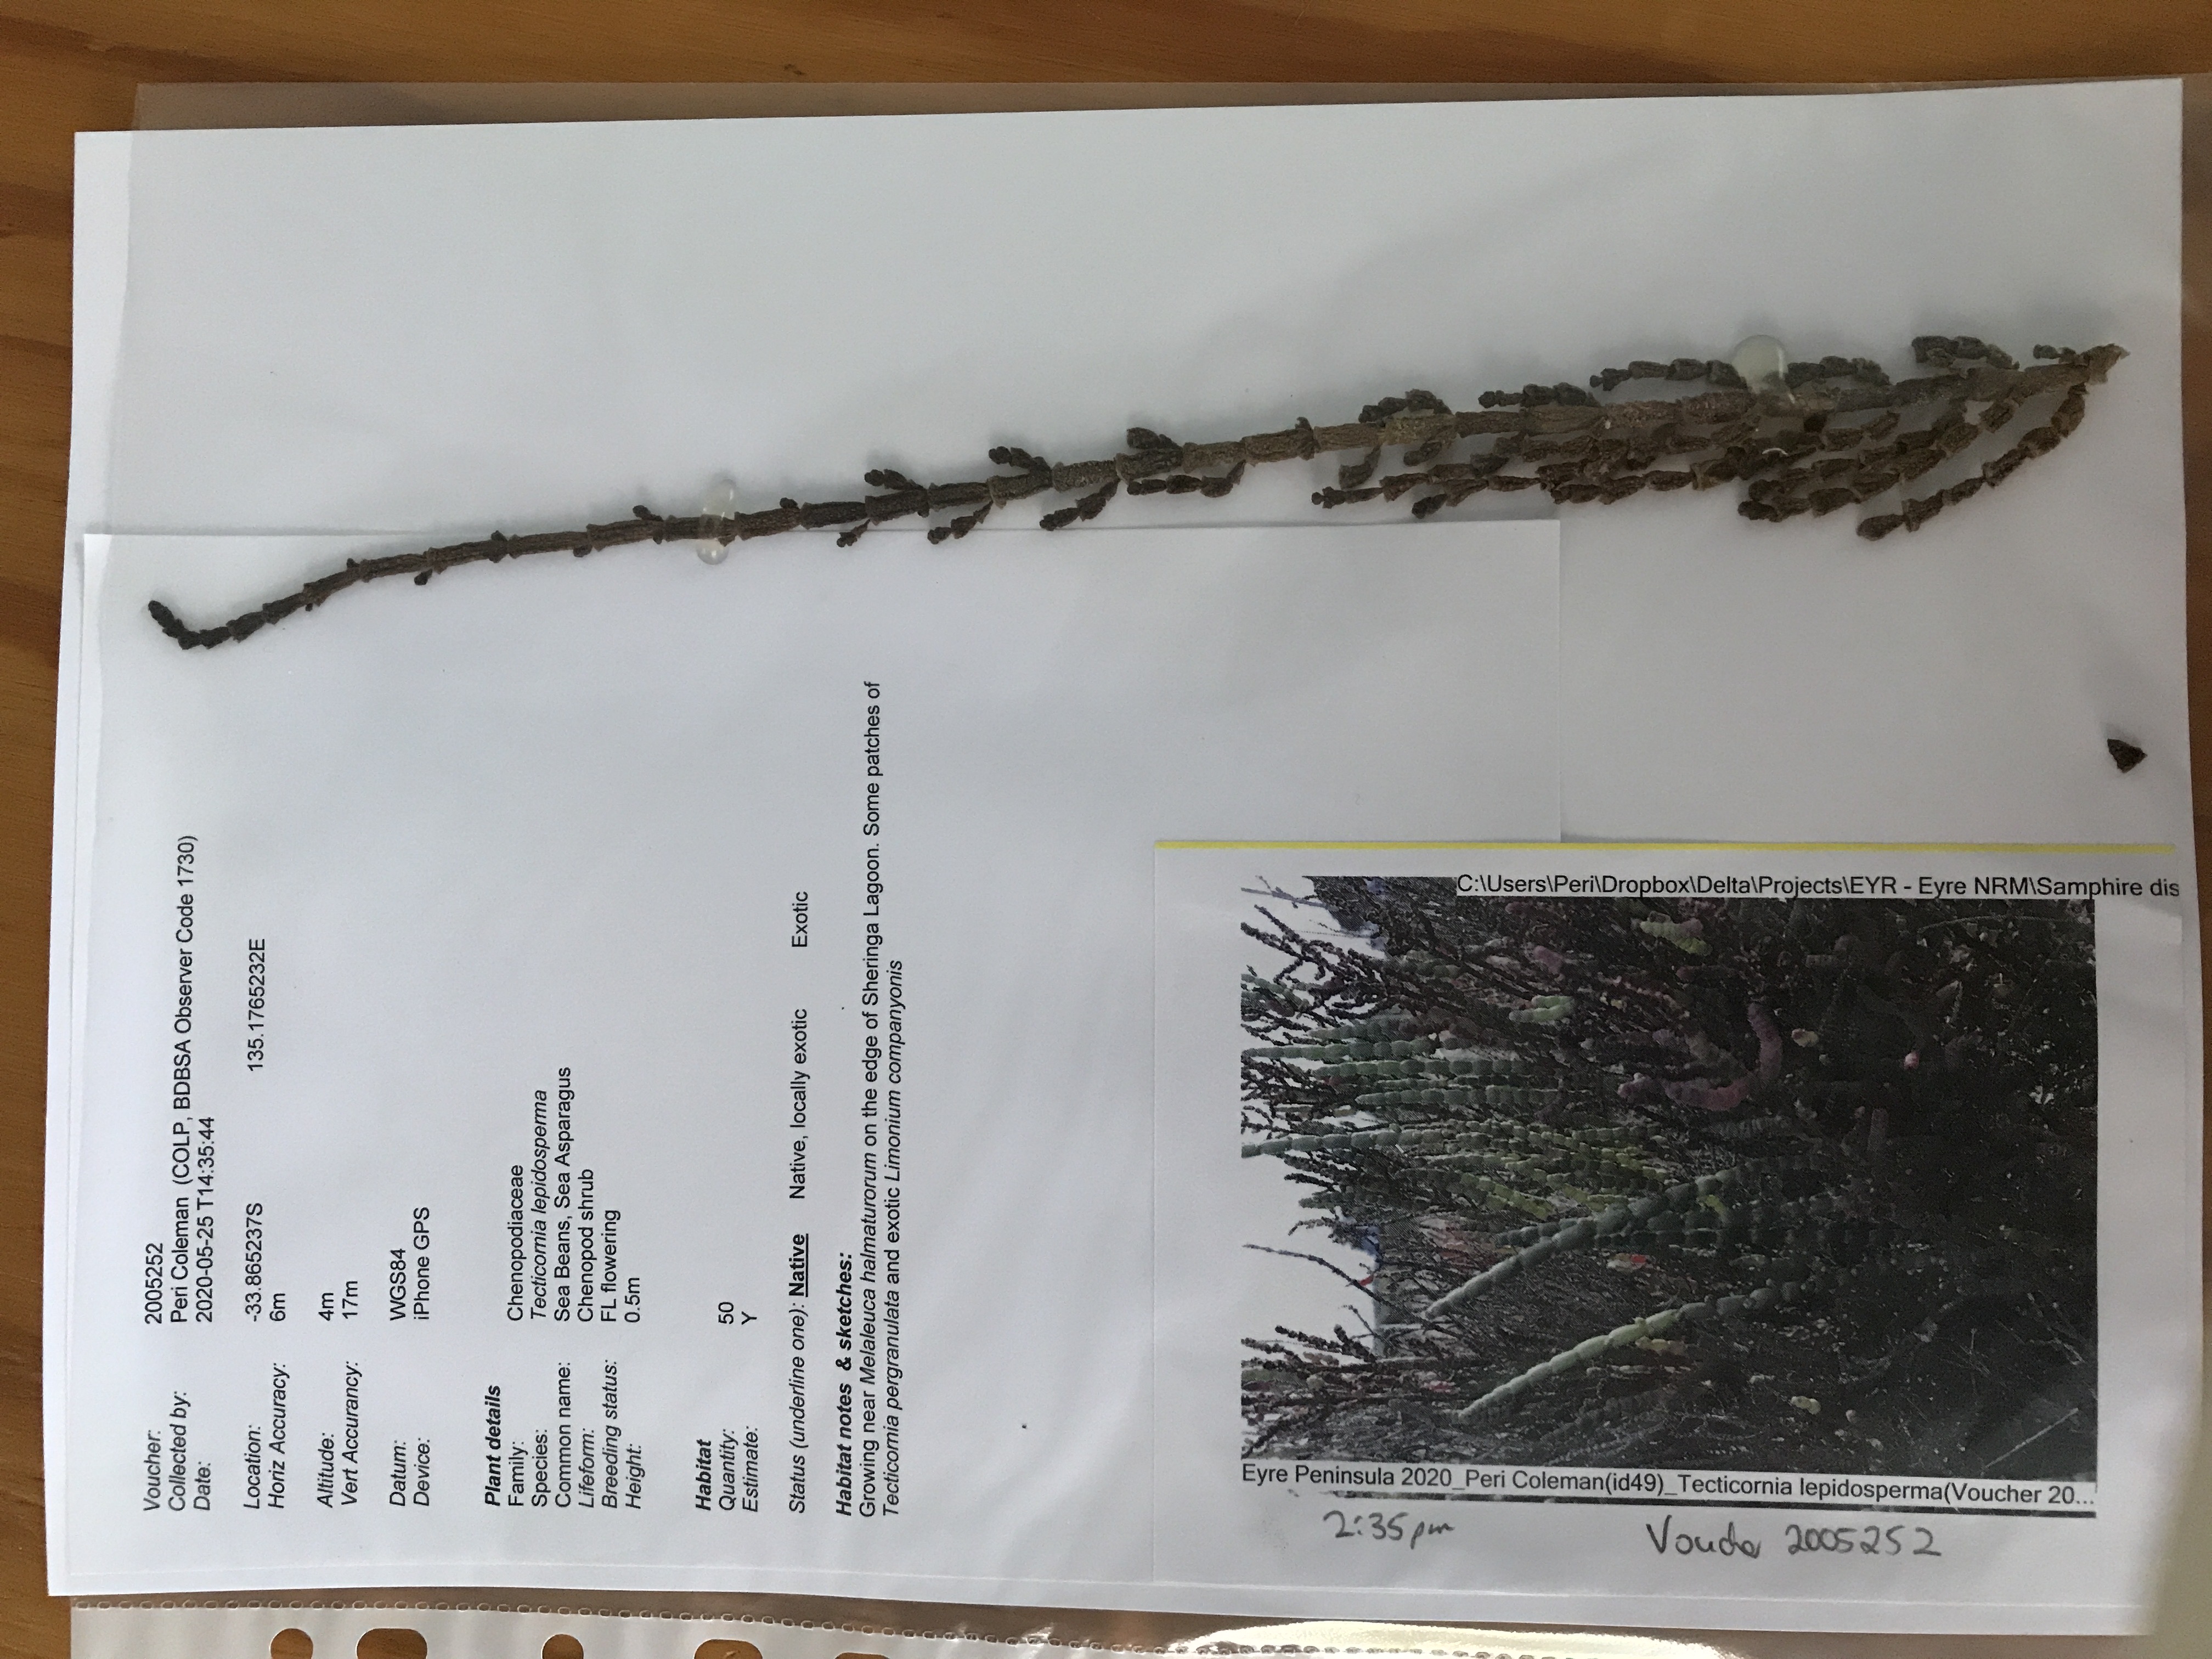 Voucher: 2005252
Collected by: Peri Coleman (COLP, BDBSA Observer Code 1730)
Date: 2020-05-25 T14:35:44
Location: -33.865237S 135.1765232E
Horiz Accuracy: 6m
Altitude: 4m
Vert Accurancy: 17m
Datum: WGS84
Device: iPhone GPS
Plant details
Family: Chenopodiaceae
Species: Tecticornia lepidosperma
Common name: Sea Beans, Sea Asparagus
Lifeform: Chenopod shrub
Breeding status: FL flowering
Height: 0.5m
Habitat
Quantity: 50
Estimate: Y
Status (underline one): Native Native, locally exotic Exotic
Habitat notes & sketches:
Growing near Melaleuca halmaturorum on the edge of Sheringa Lagoon. Some patches of
Tecticornia pergranulata and exotic Limonium companyonis
C:\Users\Peri\Dropbox\Delta\Projects\EYR - Eyre NRM\Samphire dis
Eyre Peninsula 2020_Peri Coleman(id49)_Tecticornia lepidosperma(Voucher 20...
2:35pm Voucher 2005252